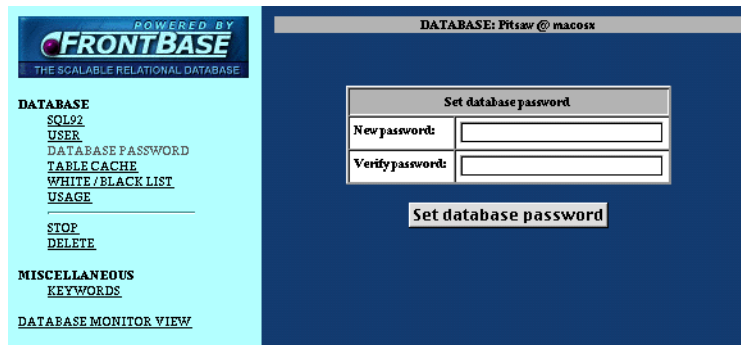 POWERED BY
FRONTBASE
THE SCALABLE RELATIONAL DATABASE
DATABASE
SQL92
USER
DATABASE PASSWORD
TABLE CACHE
WHITE / BLACK LIST
USAGE
STOP
DELETE
MISCELLANEOUS
KEYWORDS
DATABASE MONITOR VIEW
DATABASE: Pitsaw @ macosx
Set database password
New password:
Verify password:
Set database password